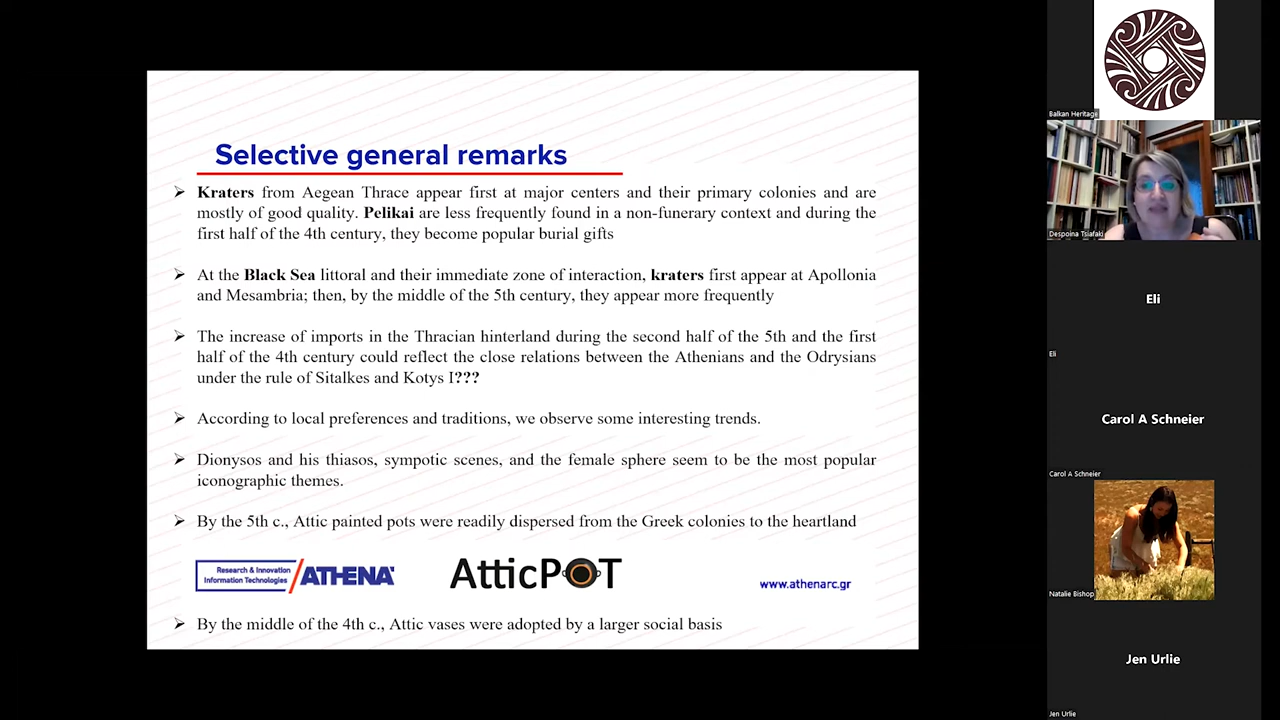 Selective general remarks
➢ Kraters from Aegean Thrace appear first at major centers and their primary colonies and are
mostly of good quality. Pelikai are less frequently found in a non-funerary context and during the
first half of the 4th century, they become popular burial gifts
➢ At the Black Sea littoral and their immediate zone of interaction, kraters first appear at Apollonia
and Mesambria; then, by the middle of the 5th century, they appear more frequently
➢ The increase of imports in the Thracian hinterland during the second half of the 5th and the first
half of the 4th century could reflect the close relations between the Athenians and the Odrysians
under the rule of Sitalkes and Kotys I???
➢ According to local preferences and traditions, we observe some interesting trends.
➢ Dionysos and his thiasos, sympotic scenes, and the female sphere seem to be the most popular
iconographic themes.
➢ By the 5th c., Attic painted pots were readily dispersed from the Greek colonies to the heartland
Research & Innovation
Information Technologies
ATHENA
AtticPOT
www.athenarc.gr
➢ By the middle of the 4th c., Attic vases were adopted by a larger social basis
Balkan Heritage
Despoina Tsiafaki
Eli
Eli
Carol A Schneier
Carol A Schneier
Natalie Bishop
Jen Urlie
Jen Urlie